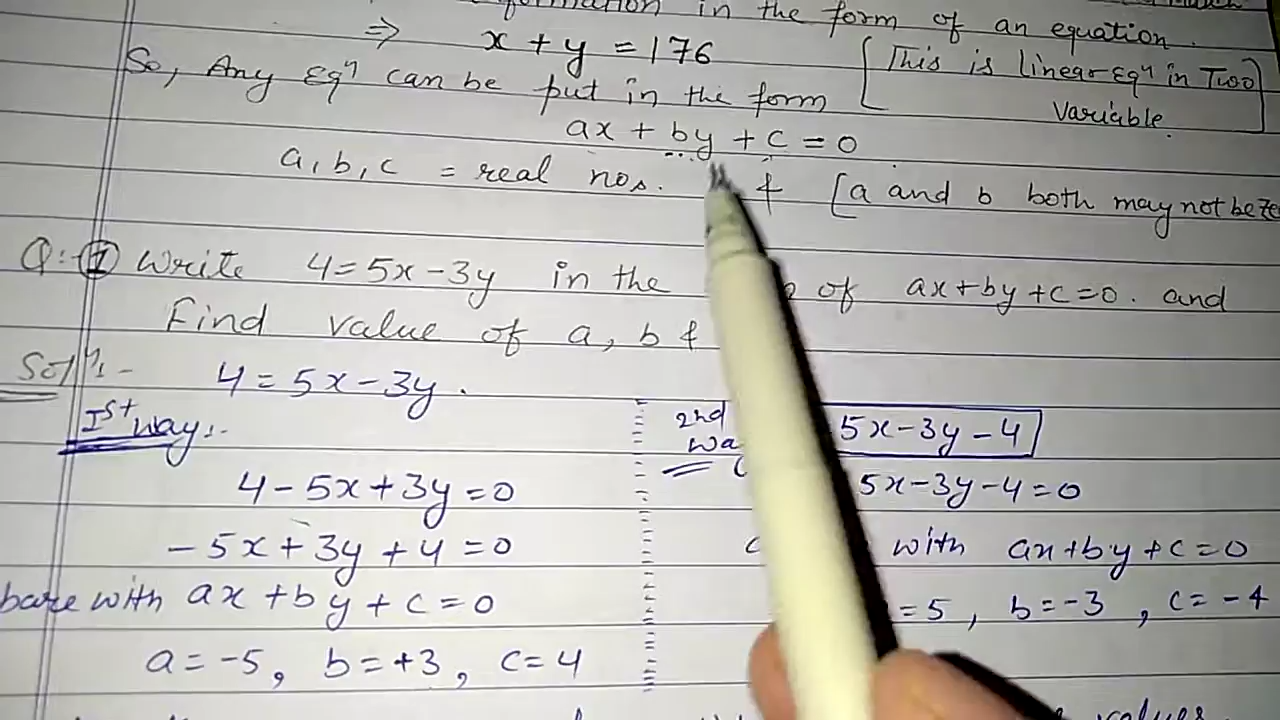 in the form of an equation.
⇒ x + y = 176 [This is linear Eqⁿ in Two
So, Any Eqⁿ can be put in the form Variable.]
ax + by + c = 0
a, b, c = real nos. & [a and b both may not be ze
Q:- ① Write 4 = 5x - 3y in the of ax + by + c = 0. and
Find value of a, b &
Solⁿ:- 4 = 5x - 3y.
Ist way:-
4 - 5x + 3y = 0
- 5x + 3y + 4 = 0
pare with ax + by + c = 0
a = -5, b = +3, c = 4
2nd 5x - 3y - 4
wa
5x - 3y - 4 = 0
with ax + by + c = 0
= 5, b = -3, c = -4
values